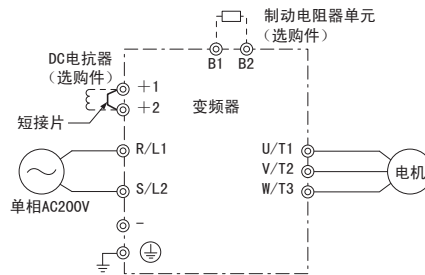 制动电阻器单元
(选购件)
B1 B2
DC电抗器
(选购件)
+1
+2
变频器
短接片
R/L1
U/T1
V/T2
电机
S/L2
W/T3
单相AC200V
−